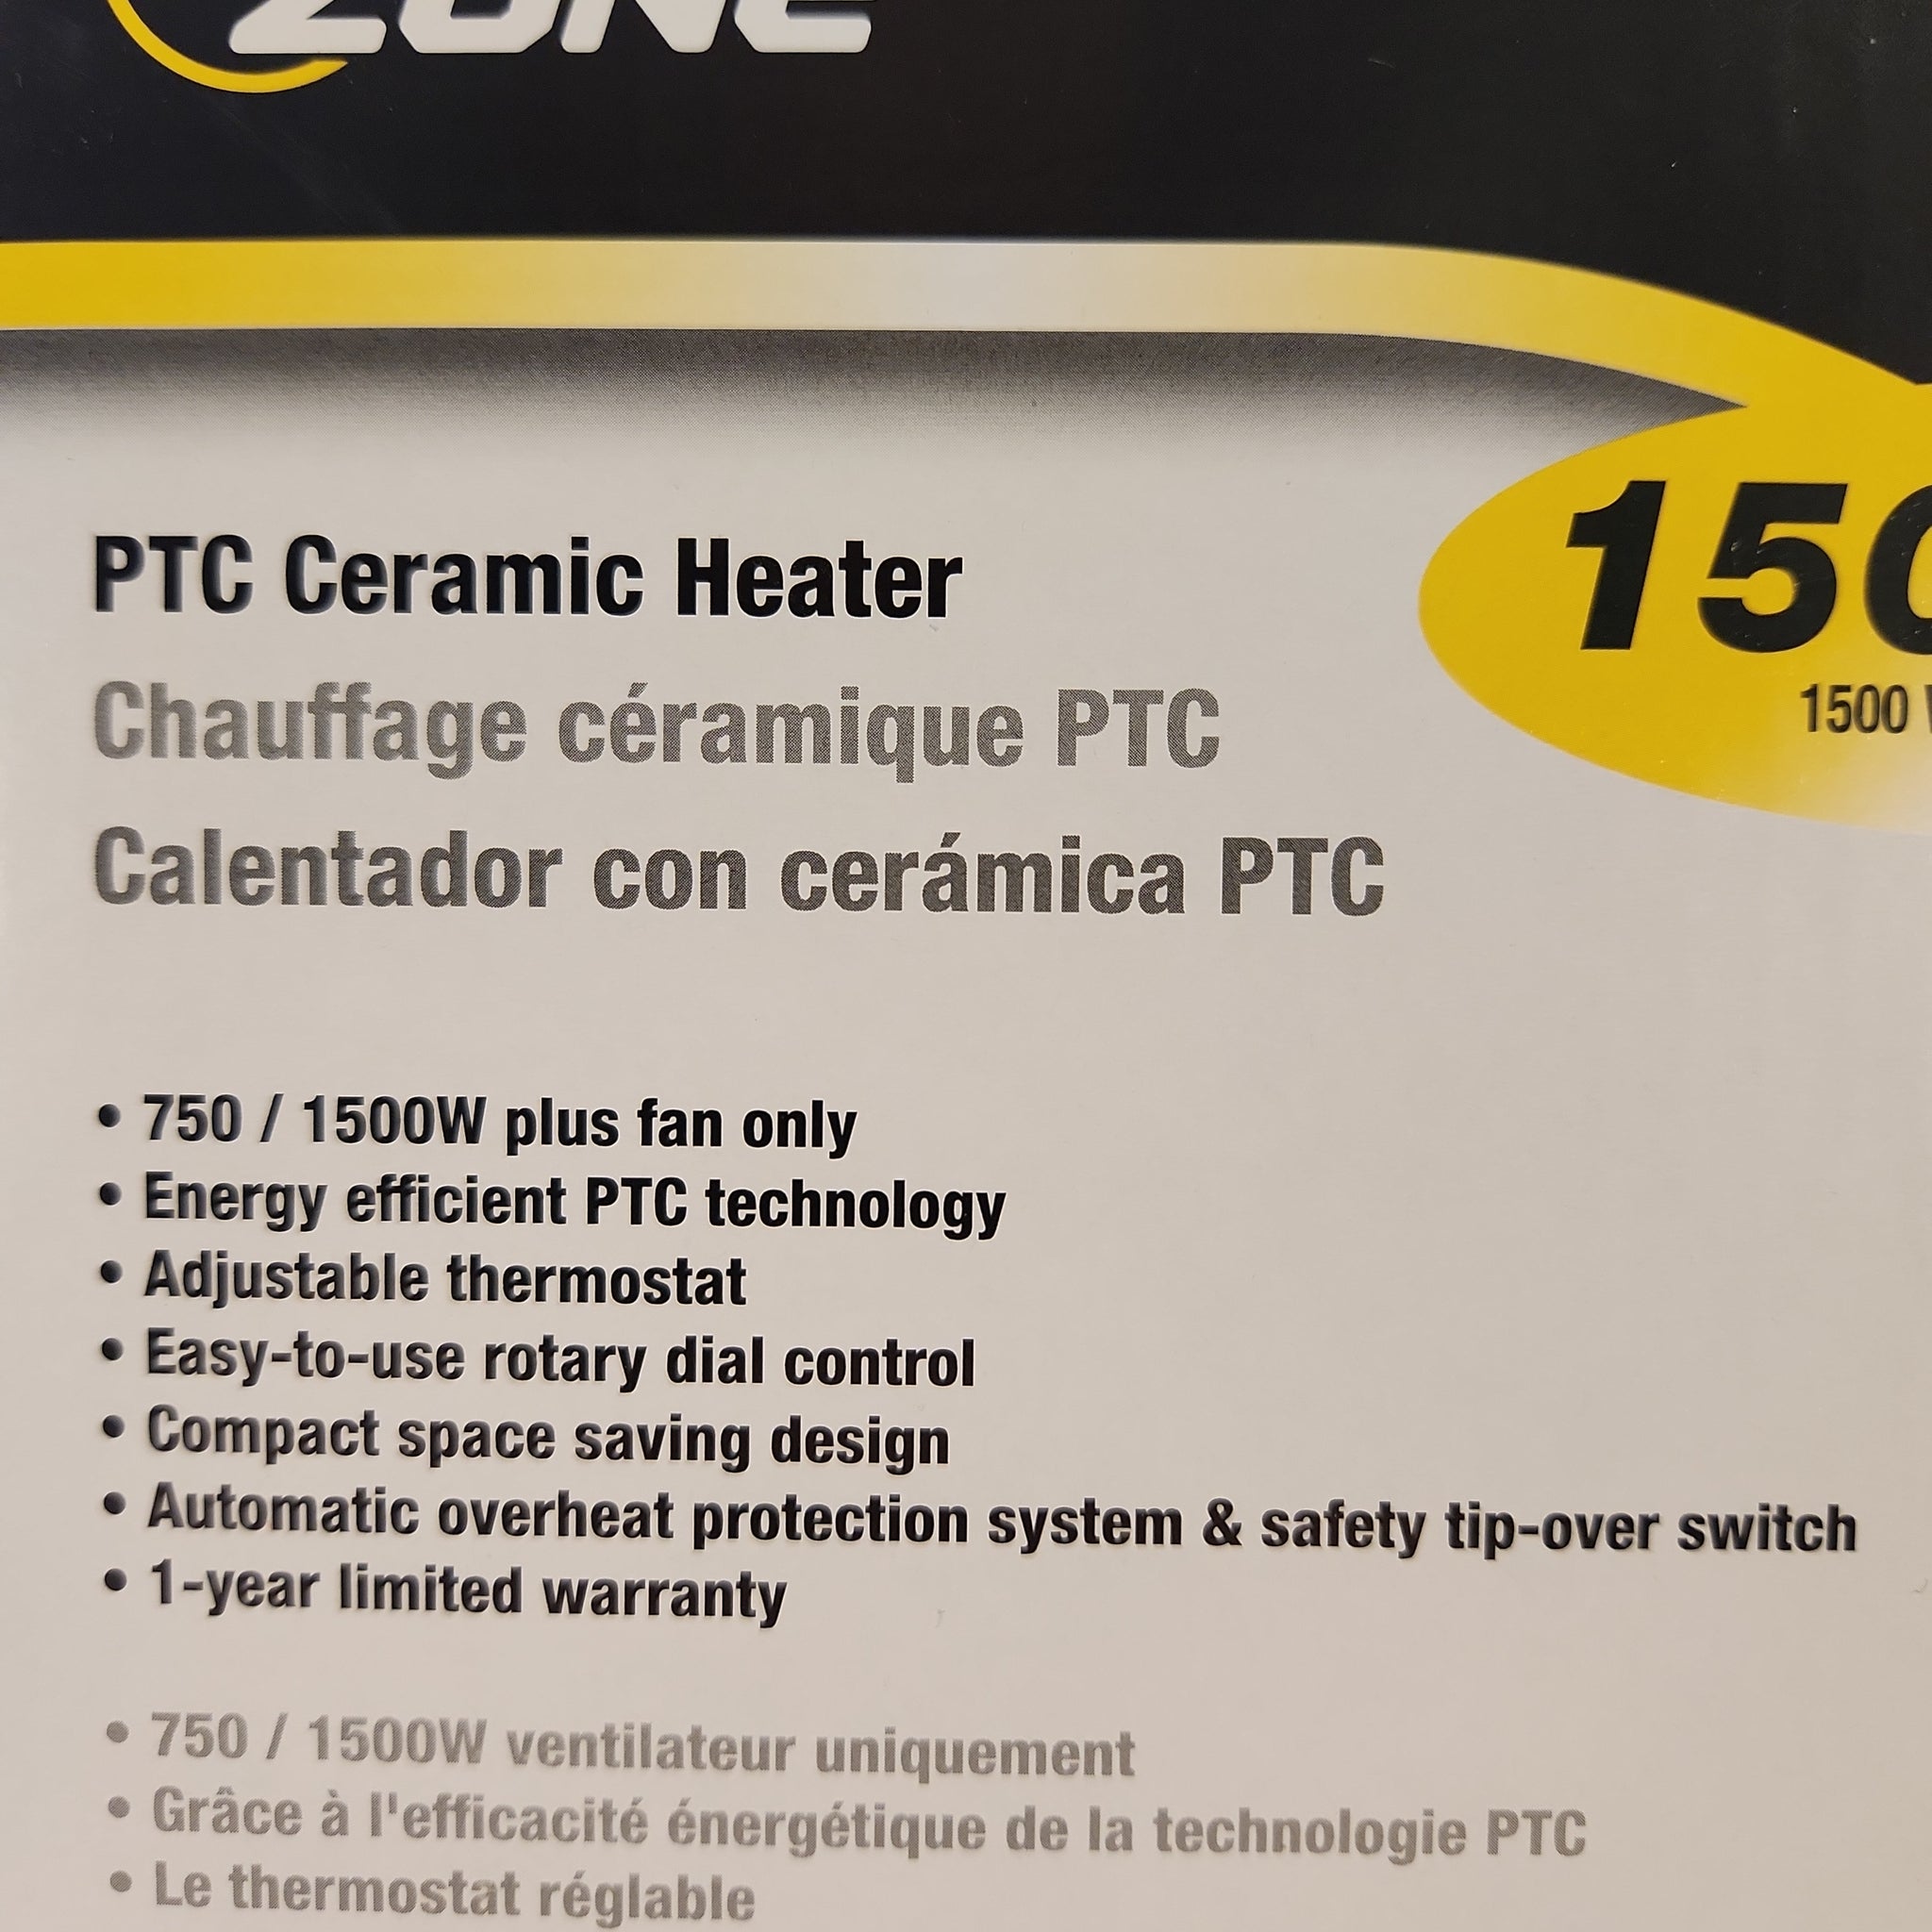 ZONE
150
1500
PTC Ceramic Heater
Chauffage céramique PTC
Calentador con cerámica PTC
• 750 / 1500W plus fan only
• Energy efficient PTC technology
• Adjustable thermostat
• Easy-to-use rotary dial control
• Compact space saving design
• Automatic overheat protection system & safety tip-over switch
• 1-year limited warranty
• 750 / 1500W ventilateur uniquement
• Grâce à l'efficacité énergétique de la technologie PTC
• Le thermostat réglable